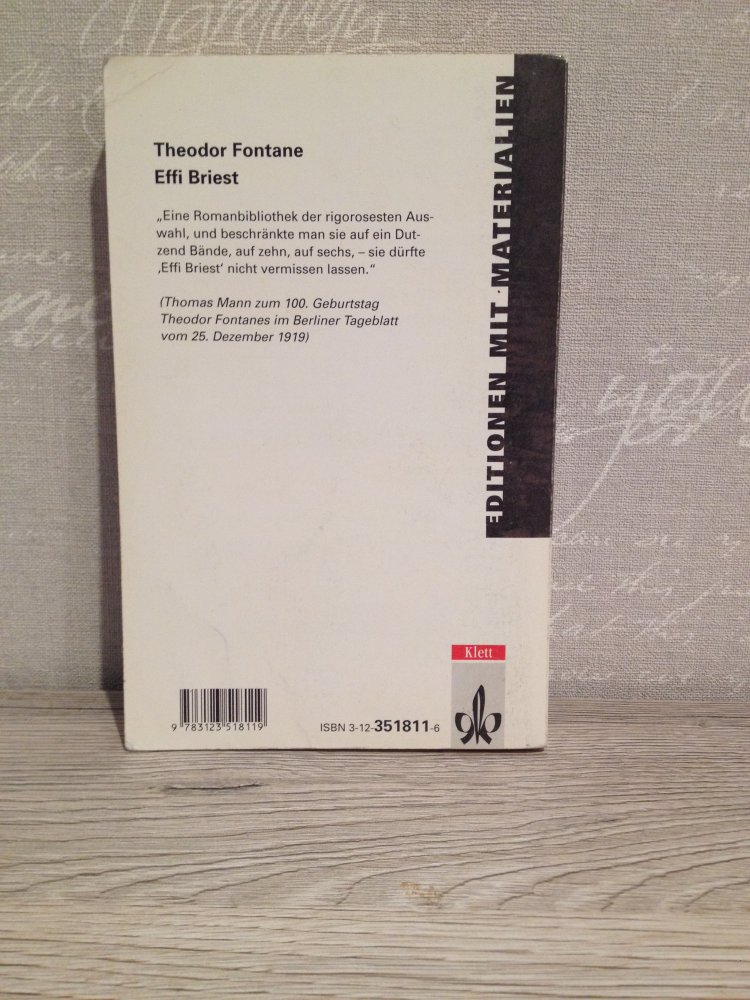 Theodor Fontane
Effi Briest
„Eine Romanbibliothek der rigorosesten Aus-
wahl, und beschränkte man sie auf ein Dut-
zend Bände, auf zehn, auf sechs, – sie dürfte
‚Effi Briest‘ nicht vermissen lassen.“
(Thomas Mann zum 100. Geburtstag
Theodor Fontanes im Berliner Tageblatt
vom 25. Dezember 1919)
EDITIONEN MIT MATERIALIEN
Klett
9 783123 518119
ISBN 3-12-351811-6